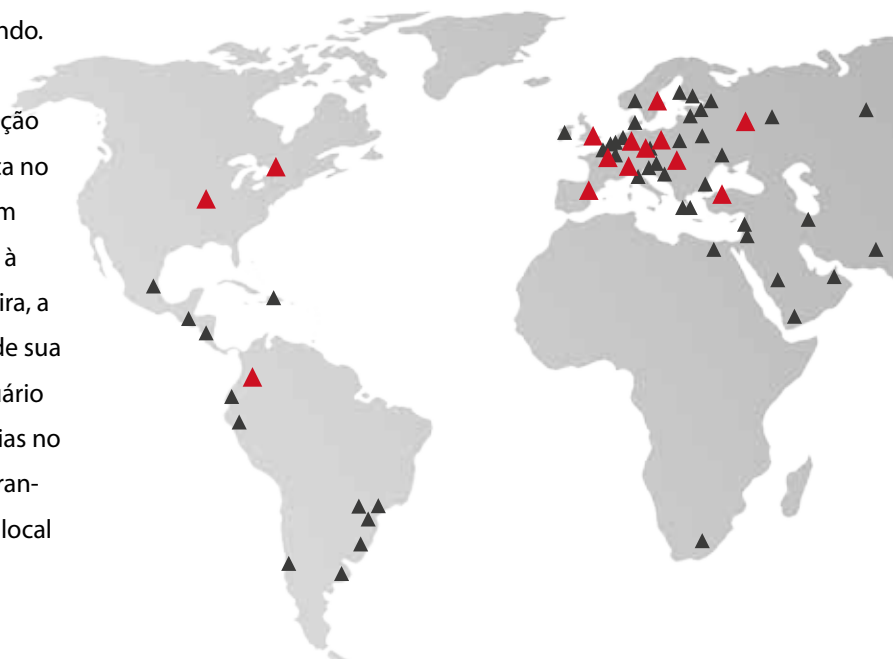 ndo.
ção
a no
m
à
ira, a
de sua
ário
ias no
ran-
local